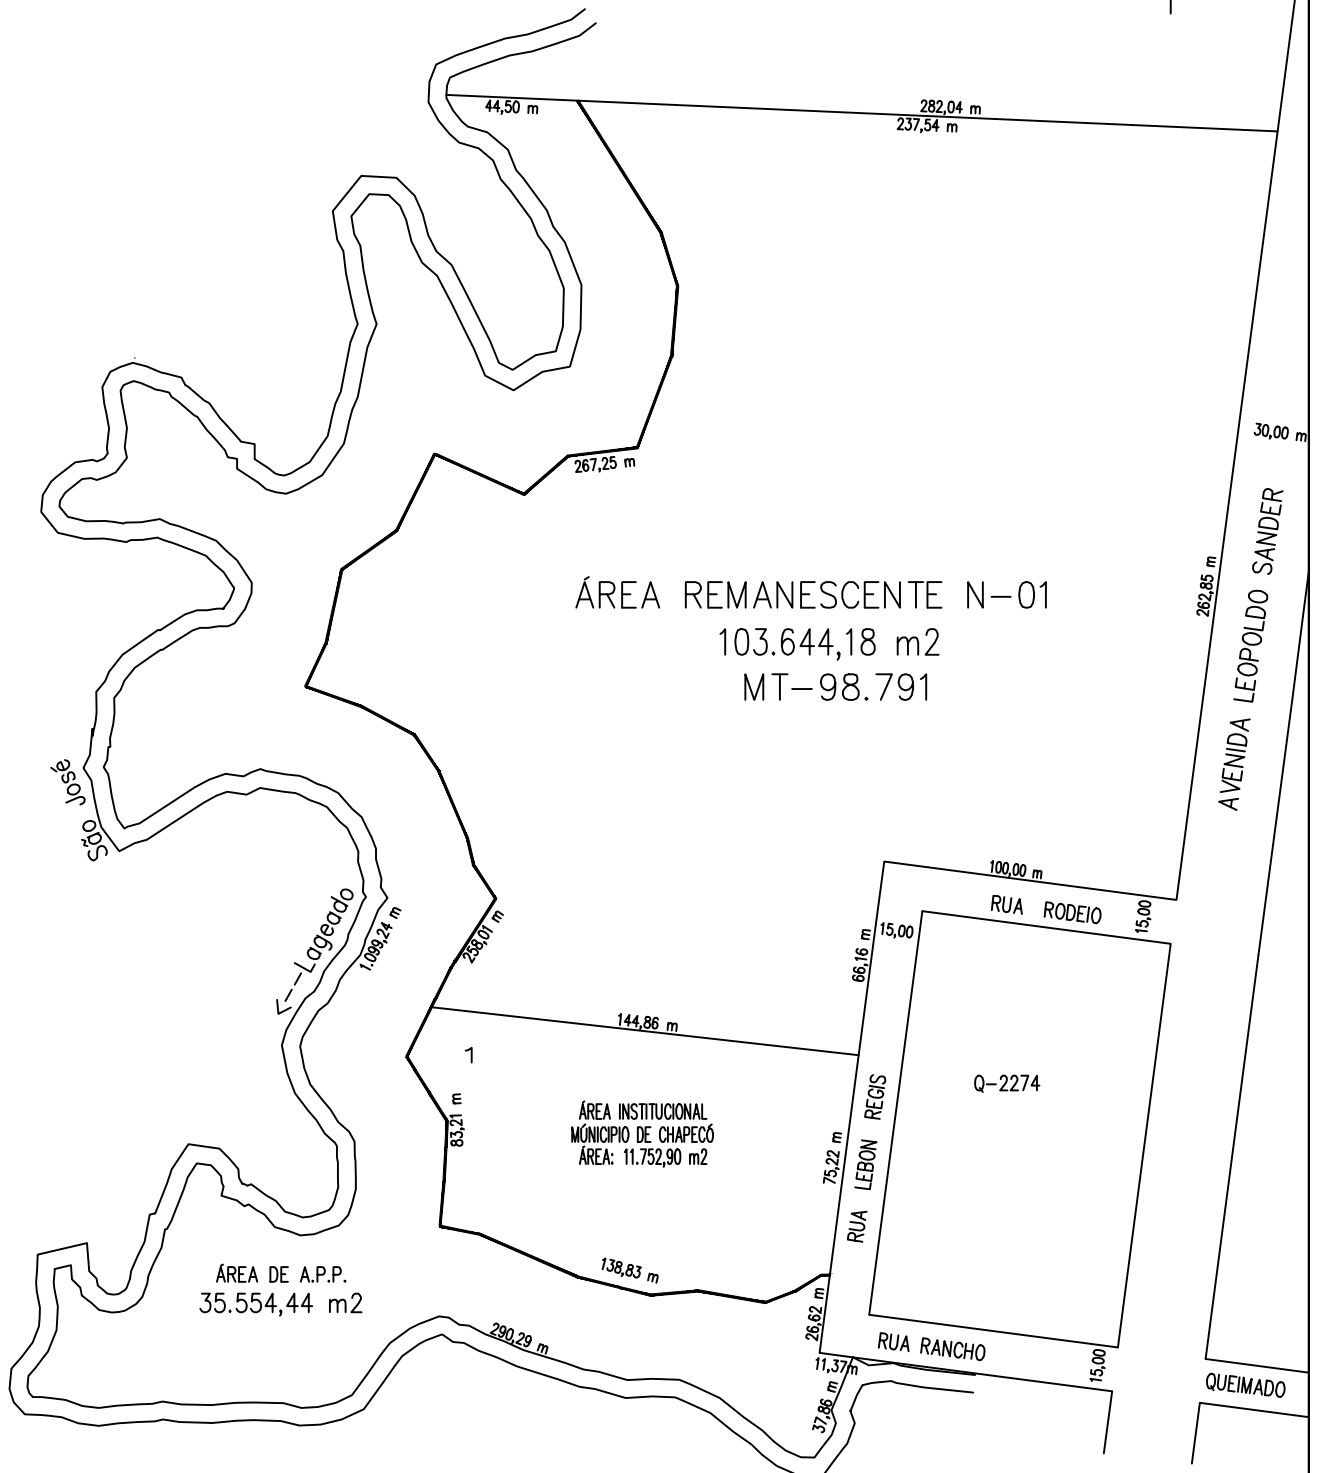 44,50 m
282,04 m
237,54 m
30,00 m
267,25 m
262,85 m
AVENIDA LEOPOLDO SANDER
ÁREA REMANESCENTE N-01
103.644,18 m2
MT-98.791
São José
Lageado
1.099,24 m
258,01 m
100,00 m
RUA RODEIO
15,00
15,00
66,16 m
144,86 m
1
83,21 m
ÁREA INSTITUCIONAL
MÚNICIPIO DE CHAPECÓ
ÁREA: 11.752,90 m2
75,22 m
RUA LEBON REGIS
Q-2274
138,83 m
ÁREA DE A.P.P.
35.554,44 m2
290,29 m
26,62 m
RUA RANCHO
15,00
11,37m
37,86 m
QUEIMADO